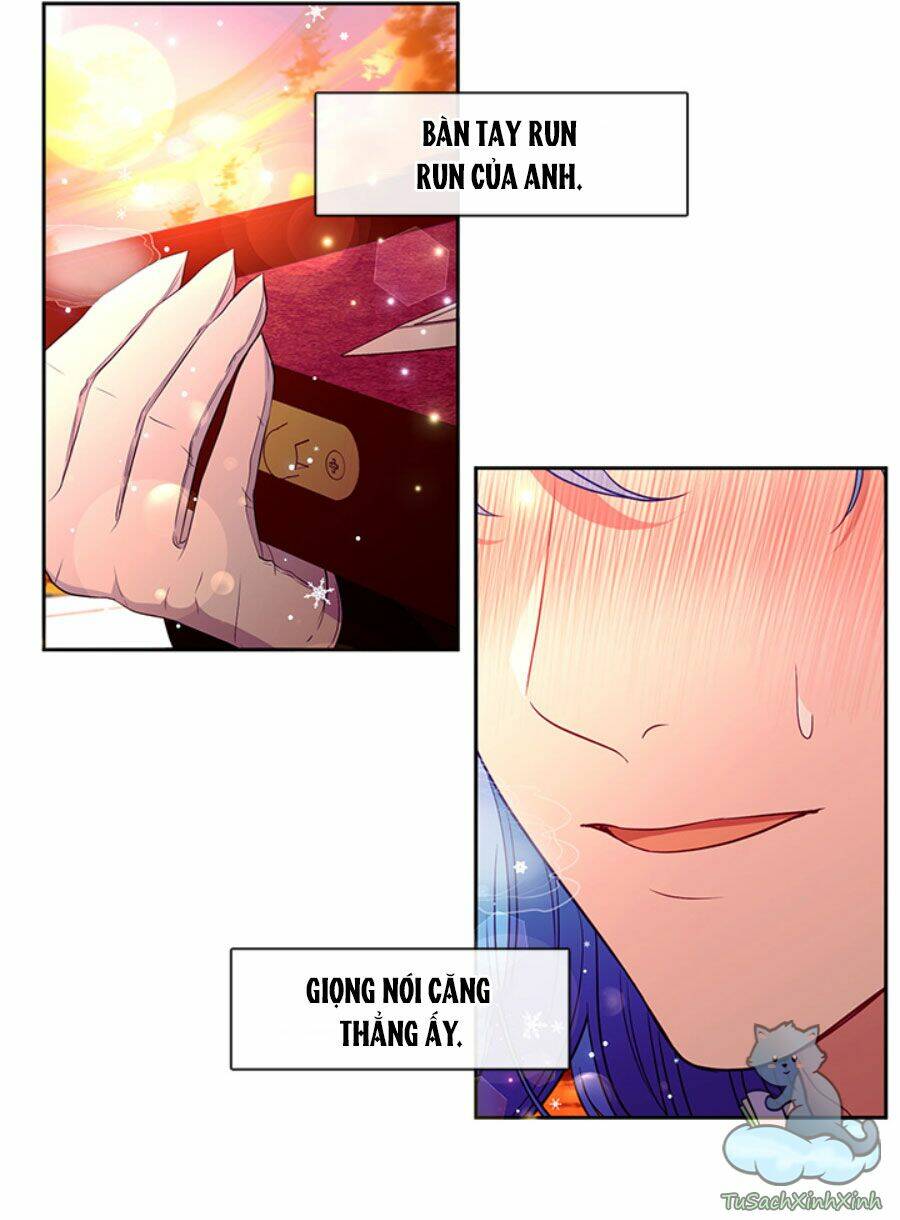 BÀN TAY RUN
RUN CỦA ANH.
GIỌNG NÓI CĂNG
THẲNG ẤY.
TuSachXinhXinh